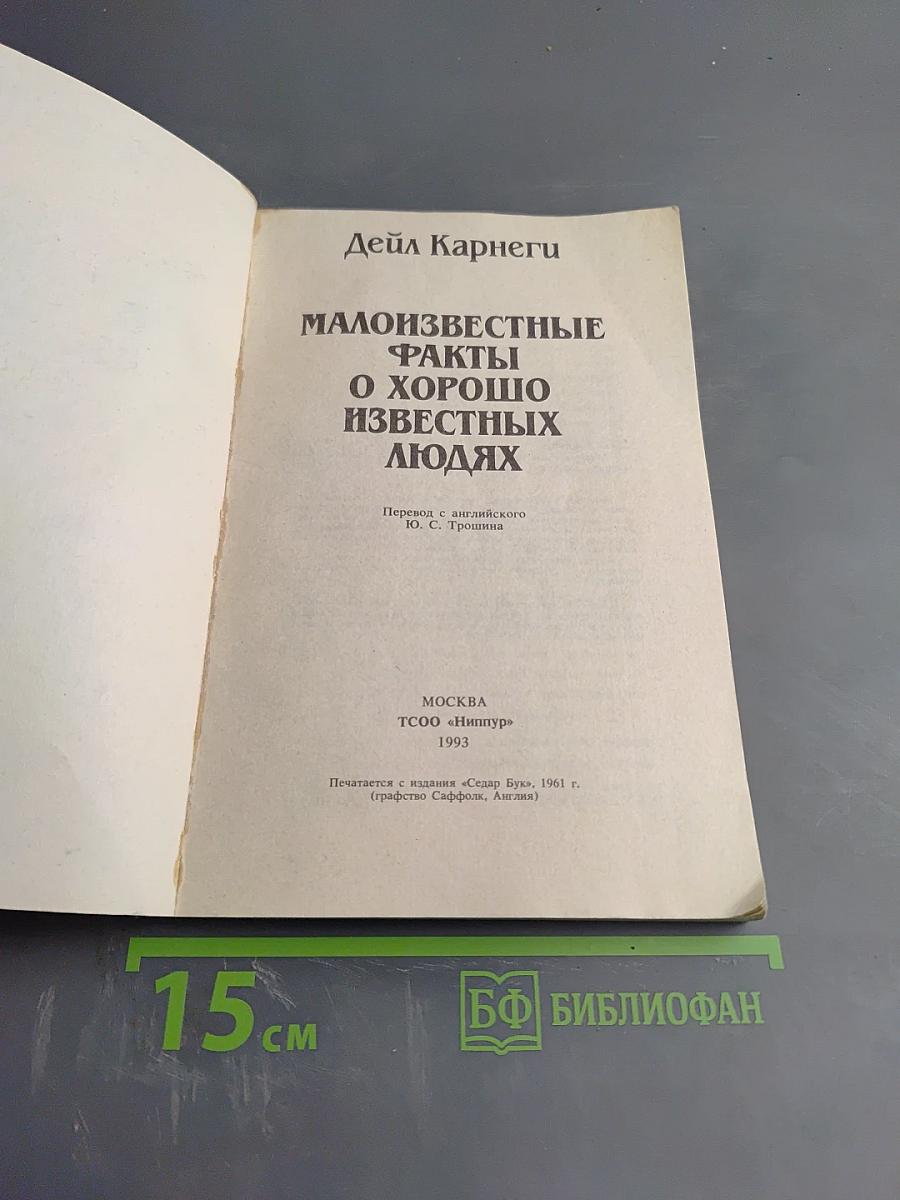 Дейл Карнеги
МАЛОИЗВЕСТНЫЕ
ФАКТЫ
О ХОРОШО
ИЗВЕСТНЫХ
ЛЮДЯХ
Перевод с английского
Ю. С. Трошина
МОСКВА
ТСОО «Ниппур»
1993
Печатается с издания «Седар Бук», 1961 г.
(графство Саффолк, Англия)
15 см
БФ БИБЛИОФАН